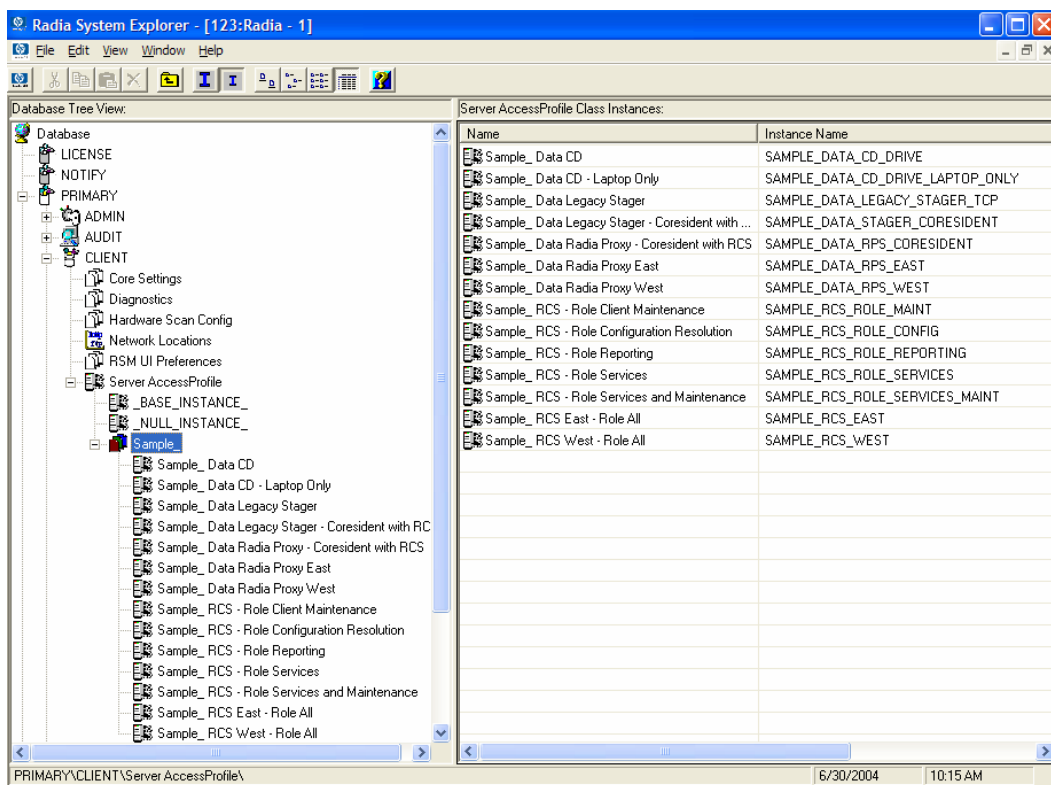 Radia System Explorer - [123:Radia - 1]
File Edit View Window Help
Database Tree View:
Database
LICENSE
NOTIFY
PRIMARY
ADMIN
AUDIT
CLIENT
Core Settings
Diagnostics
Hardware Scan Config
Network Locations
RSM UI Preferences
Server AccessProfile
_BASE_INSTANCE_
_NULL_INSTANCE_
Sample_
Sample_ Data CD
Sample_ Data CD - Laptop Only
Sample_ Data Legacy Stager
Sample_ Data Legacy Stager - Coresident with RC
Sample_ Data Radia Proxy - Coresident with RCS
Sample_ Data Radia Proxy East
Sample_ Data Radia Proxy West
Sample_ RCS - Role Client Maintenance
Sample_ RCS - Role Configuration Resolution
Sample_ RCS - Role Reporting
Sample_ RCS - Role Services
Sample_ RCS - Role Services and Maintenance
Sample_ RCS East - Role All
Sample_ RCS West - Role All
Server AccessProfile Class Instances:
Name Instance Name
Sample_ Data CD SAMPLE_DATA_CD_DRIVE
Sample_ Data CD - Laptop Only SAMPLE_DATA_CD_DRIVE_LAPTOP_ONLY
Sample_ Data Legacy Stager SAMPLE_DATA_LEGACY_STAGER_TCP
Sample_ Data Legacy Stager - Coresident with ... SAMPLE_DATA_STAGER_CORESIDENT
Sample_ Data Radia Proxy - Coresident with RCS SAMPLE_DATA_RPS_CORESIDENT
Sample_ Data Radia Proxy East SAMPLE_DATA_RPS_EAST
Sample_ Data Radia Proxy West SAMPLE_DATA_RPS_WEST
Sample_ RCS - Role Client Maintenance SAMPLE_RCS_ROLE_MAINT
Sample_ RCS - Role Configuration Resolution SAMPLE_RCS_ROLE_CONFIG
Sample_ RCS - Role Reporting SAMPLE_RCS_ROLE_REPORTING
Sample_ RCS - Role Services SAMPLE_RCS_ROLE_SERVICES
Sample_ RCS - Role Services and Maintenance SAMPLE_RCS_ROLE_SERVICES_MAINT
Sample_ RCS East - Role All SAMPLE_RCS_EAST
Sample_ RCS West - Role All SAMPLE_RCS_WEST
PRIMARY\CLIENT\Server AccessProfile\ 6/30/2004 10:15 AM